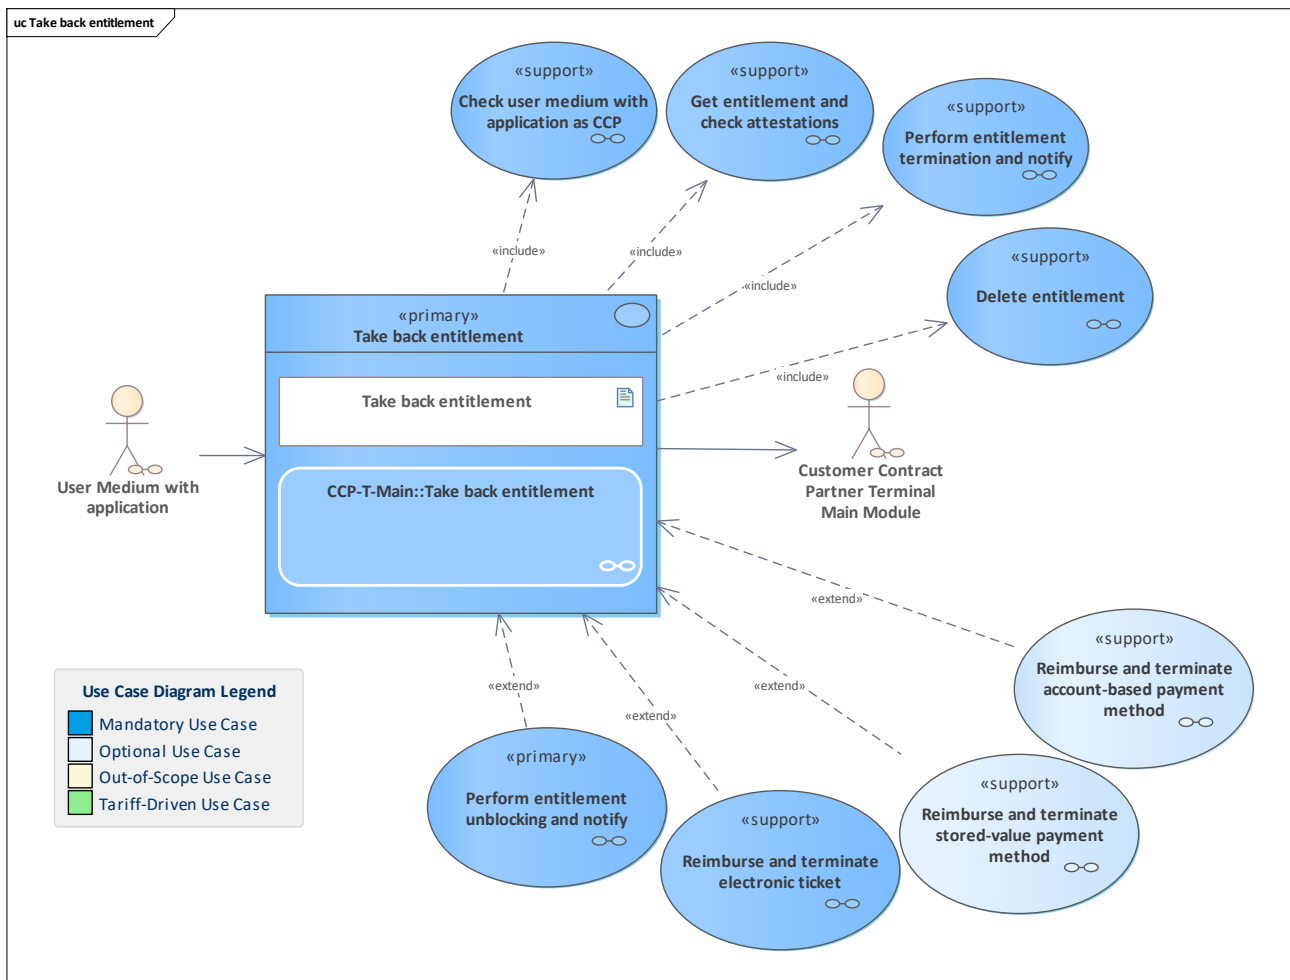 uc Take back entitlement
«support»
Check user medium with
application as CCP
«support»
Get entitlement and
check attestations
«support»
Perform entitlement
termination and notify
«support»
Delete entitlement
«include»
«include»
«include»
«include»
«primary»
Take back entitlement
Take back entitlement
CCP-T-Main::Take back entitlement
User Medium with
application
Customer Contract
Partner Terminal
Main Module
«extend»
«extend»
«extend»
«extend»
«support»
Reimburse and terminate
account-based payment
method
«support»
Reimburse and terminate
stored-value payment
method
«primary»
Perform entitlement
unblocking and notify
«support»
Reimburse and terminate
electronic ticket
Use Case Diagram Legend
Mandatory Use Case
Optional Use Case
Out-of-Scope Use Case
Tariff-Driven Use Case